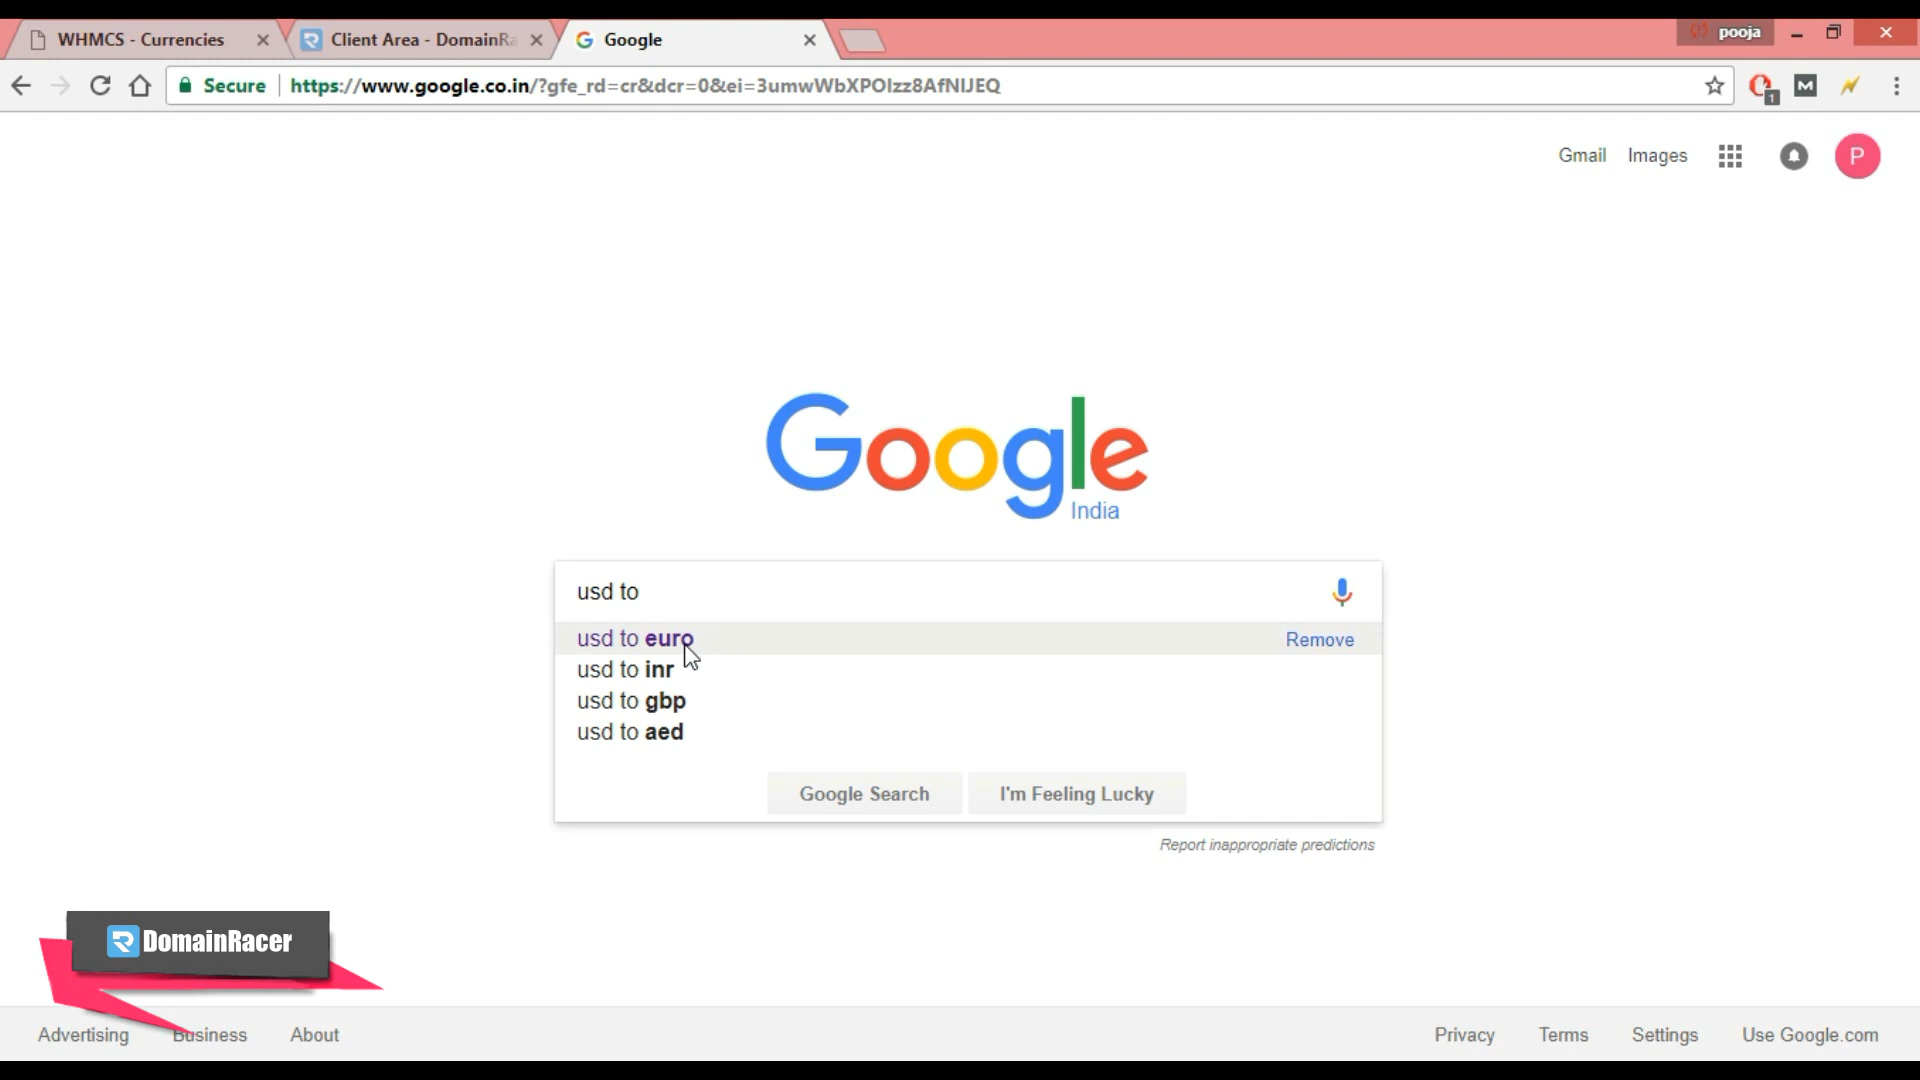 WHMCS - Currencies
Client Area - DomainRa
Google
pooja
Secure
https://www.google.co.in/?gfe_rd=cr&dcr=0&ei=3umwWbXPOIzz8AfNIJEQ
1
M
Gmail
Images
P
Google
India
usd to
usd to euro
Remove
usd to inr
usd to gbp
usd to aed
Google Search
I'm Feeling Lucky
Report inappropriate predictions
DomainRacer
Advertising
Business
About
Privacy
Terms
Settings
Use Google.com